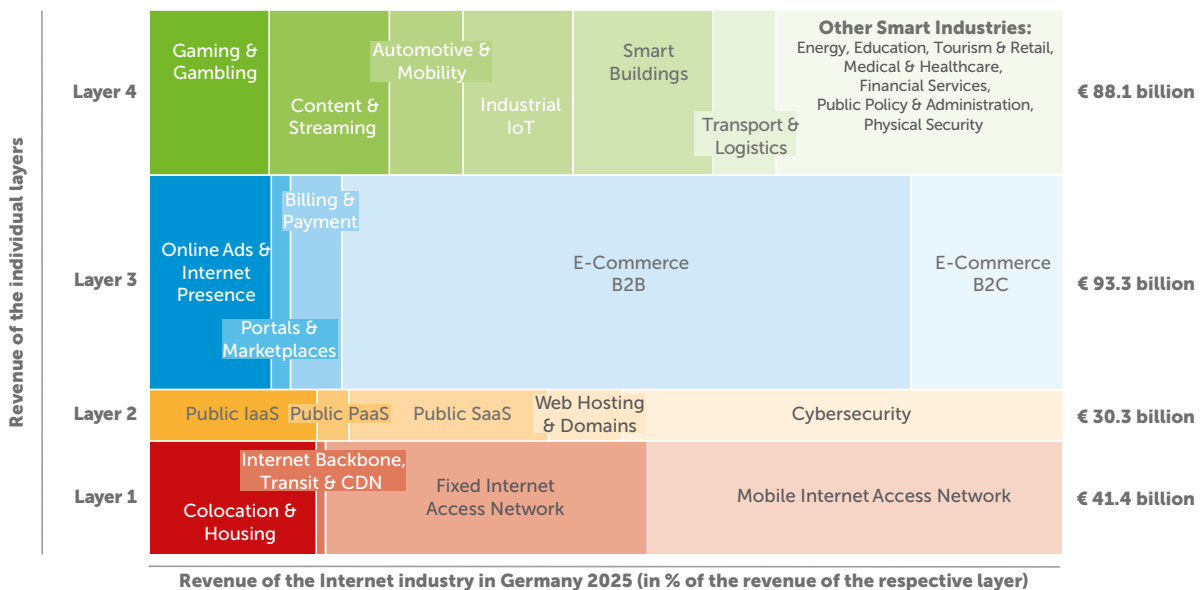 Revenue of the individual layers
Layer 4
Gaming &
Gambling
Content &
Streaming
Automotive &
Mobility
Industrial
IoT
Smart
Buildings
Transport &
Logistics
Other Smart Industries:
Energy, Education, Tourism & Retail,
Medical & Healthcare,
Financial Services,
Public Policy & Administration,
Physical Security
€ 88.1 billion
Layer 3
Online Ads &
Internet
Presence
Portals &
Marketplaces
Billing &
Payment
E-Commerce
B2B
E-Commerce
B2C
€ 93.3 billion
Layer 2
Public IaaS
Public PaaS
Public SaaS
Web Hosting
& Domains
Cybersecurity
€ 30.3 billion
Layer 1
Colocation &
Housing
Internet Backbone,
Transit & CDN
Fixed Internet
Access Network
Mobile Internet Access Network
€ 41.4 billion
Revenue of the Internet industry in Germany 2025 (in % of the revenue of the respective layer)